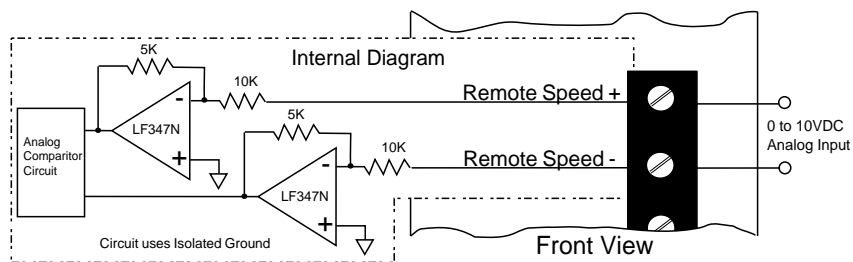 5K
Internal Diagram
10K
Remote Speed +
LF347N
-
+
5K
Analog
Comparitor
Circuit
0 to 10VDC
Analog Input
10K
Remote Speed -
LF347N
-
+
Circuit uses Isolated Ground
Front View